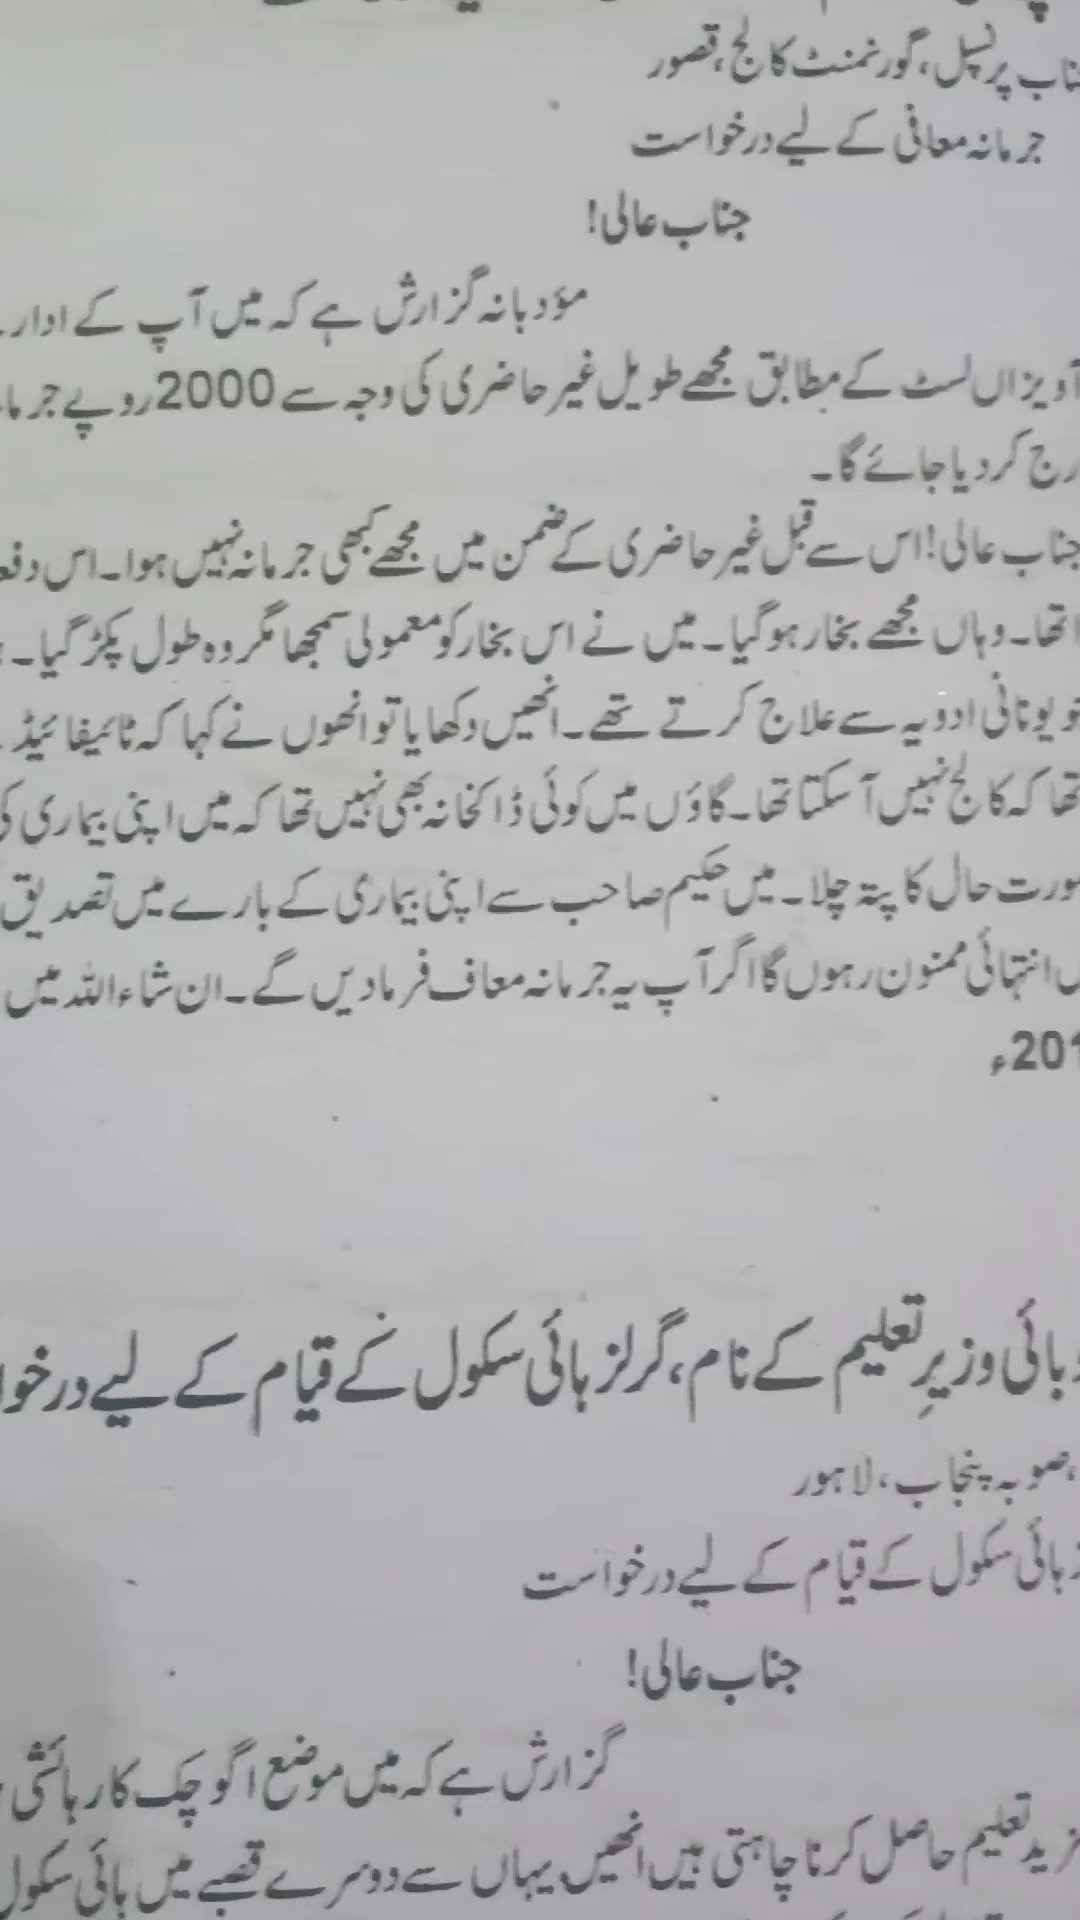 پرنسپل، گورنمنٹ کالج، قصور
جرمانہ معافی کے لیے درخواست
جناب عالی!
مؤدبانہ گزارش ہے کہ میں آپ کے
آویزاں لسٹ کے مطابق مجھے طویل غیر حاضری کی وجہ سے 2000 روپے
کر دیا جائے گا۔
جناب عالی! اس سے قبل غیر حاضری کے ضمن میں مجھے کبھی جرمانہ نہیں ہوا۔ اس دفعہ
تھا۔ وہاں مجھے بخار ہو گیا۔ میں نے اس بخار کو معمولی سمجھا مگر وہ طول پکڑ گیا۔
یونانی ادویہ سے علاج کرتے تھے۔ انھیں دکھایا تو انھوں نے کہا کہ ٹائیفائیڈ
تھا کہ کالج نہیں آ سکتا تھا۔ گاؤں میں کوئی ڈاکخانہ بھی نہیں تھا کہ میں اپنی بیماری کی
صورت حال کا پتہ چلا۔ میں حکیم صاحب سے اپنی بیماری کے بارے میں تصدیق
انتہائی ممنون رہوں گا اگر آپ یہ جرمانہ معاف فرما دیں گے۔ ان شاء اللہ میں
وزیرِ تعلیم کے نام، گرلز ہائی سکول کے قیام کے لیے
صوبہ پنجاب، لاہور
ہائی سکول کے قیام کے لیے درخواست
جناب عالی!
گزارش ہے کہ میں موضع اگوچک کا رہائشی
مزید تعلیم حاصل کرنا چاہتی ہیں انھیں یہاں سے دوسرے قصبے میں ہائی سکول